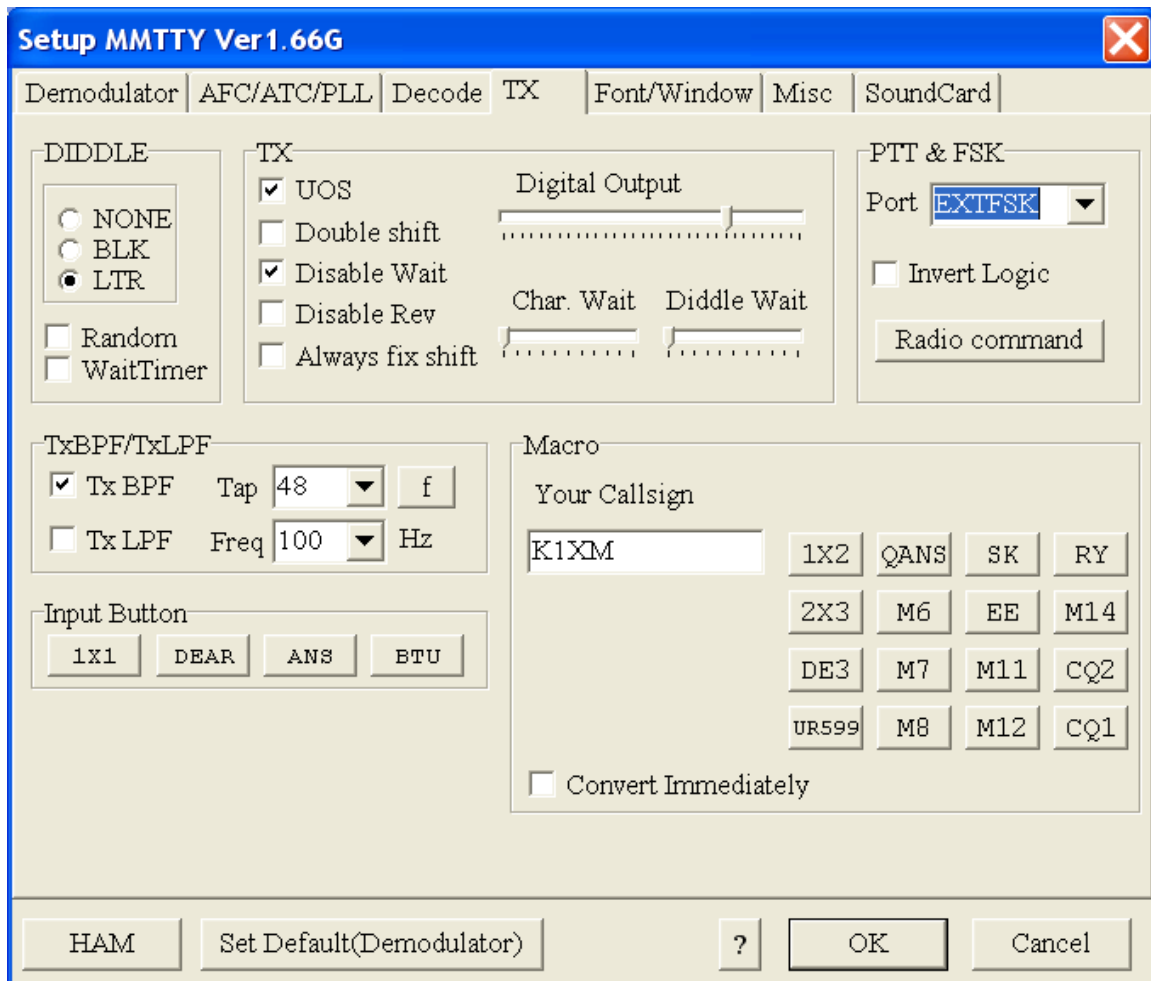 Setup MMTTY Ver1.66G
Demodulator AFC/ATC/PLL Decode TX Font/Window Misc SoundCard
DIDDLE
NONE
BLK
LTR
Random
WaitTimer
TX
UOS
Double shift
Disable Wait
Disable Rev
Always fix shift
Digital Output
Char. Wait Diddle Wait
PTT & FSK
Port EXTFSK
Invert Logic
Radio command
TxBPF/TxLPF
Tx BPF Tap 48 f
Tx LPF Freq 100 Hz
Input Button
1X1 DEAR ANS BTU
Macro
Your Callsign
K1XM
1X2 QANS SK RY
2X3 M6 EE M14
DE3 M7 M11 CQ2
UR599 M8 M12 CQ1
Convert Immediately
HAM Set Default(Demodulator) ? OK Cancel